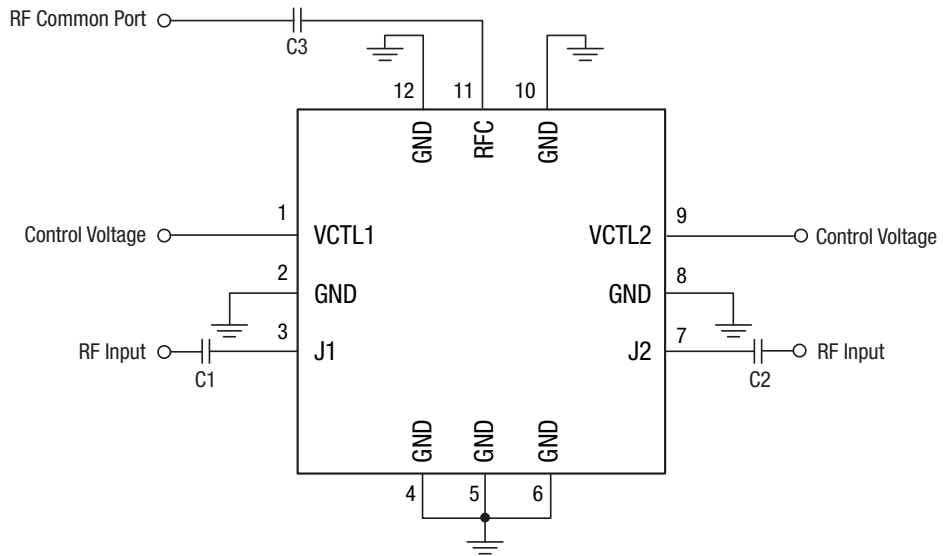 RF Common Port
C3
12
11
10
GND
RFC
GND
1
9
Control Voltage
VCTL1
VCTL2
Control Voltage
2
8
GND
GND
3
7
RF Input
J1
J2
RF Input
C1
C2
GND
GND
GND
4
5
6